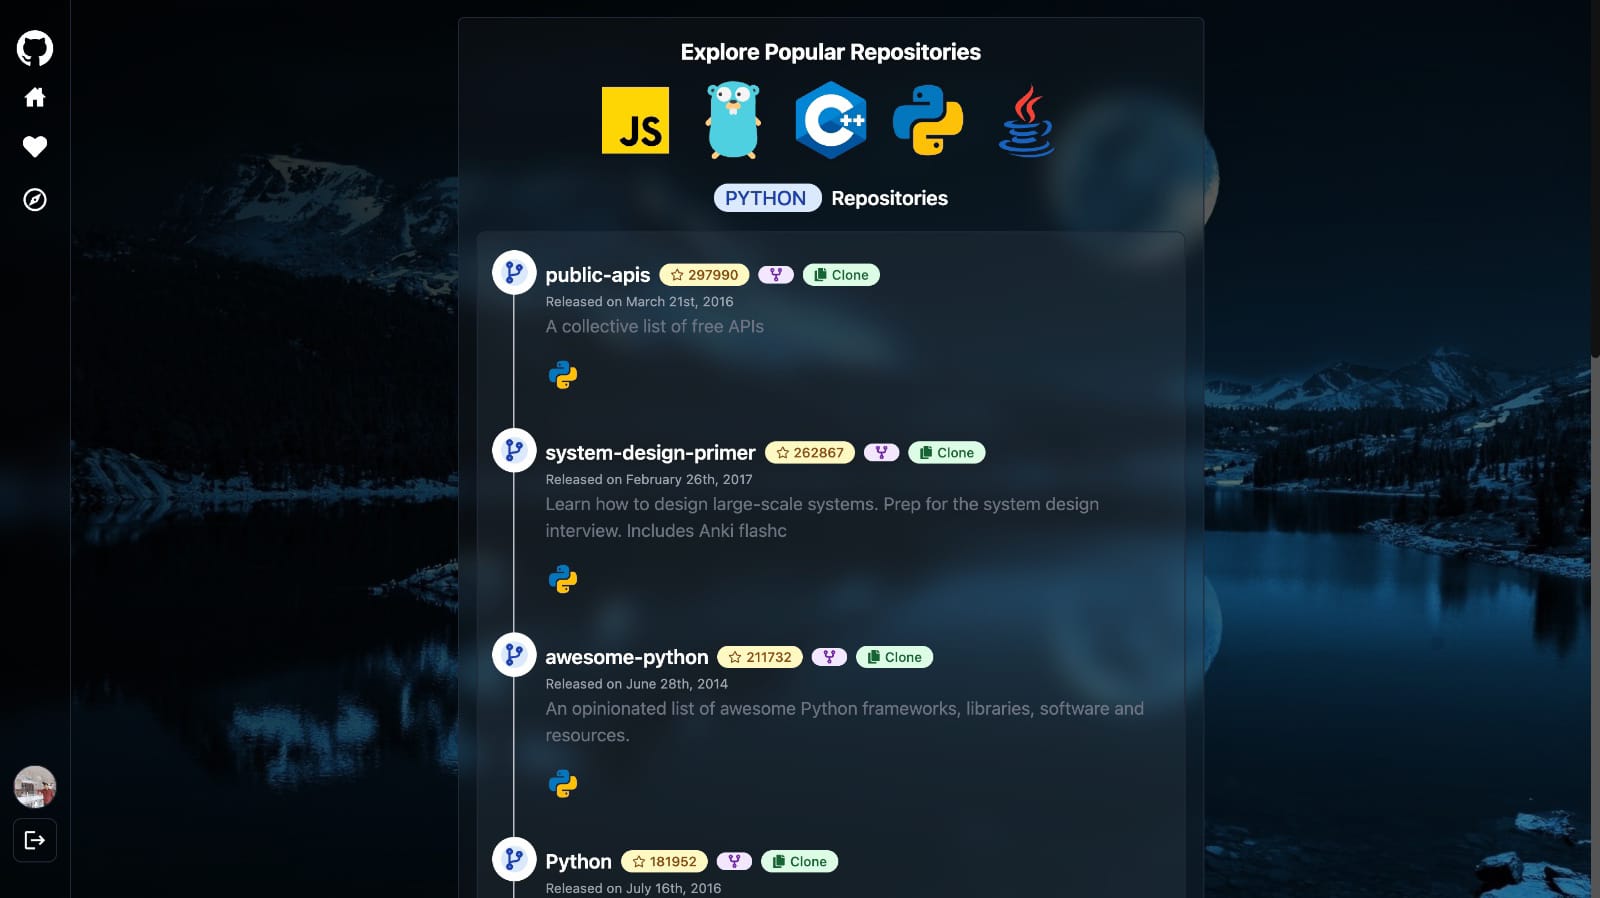 Explore Popular Repositories
JS
C++
PYTHON Repositories
public-apis 297990 Clone
Released on March 21st, 2016
A collective list of free APIs
system-design-primer 262867 Clone
Released on February 26th, 2017
Learn how to design large-scale systems. Prep for the system design
interview. Includes Anki flashc
awesome-python 211732 Clone
Released on June 28th, 2014
An opinionated list of awesome Python frameworks, libraries, software and
resources.
Python 181952 Clone
Released on July 16th, 2016